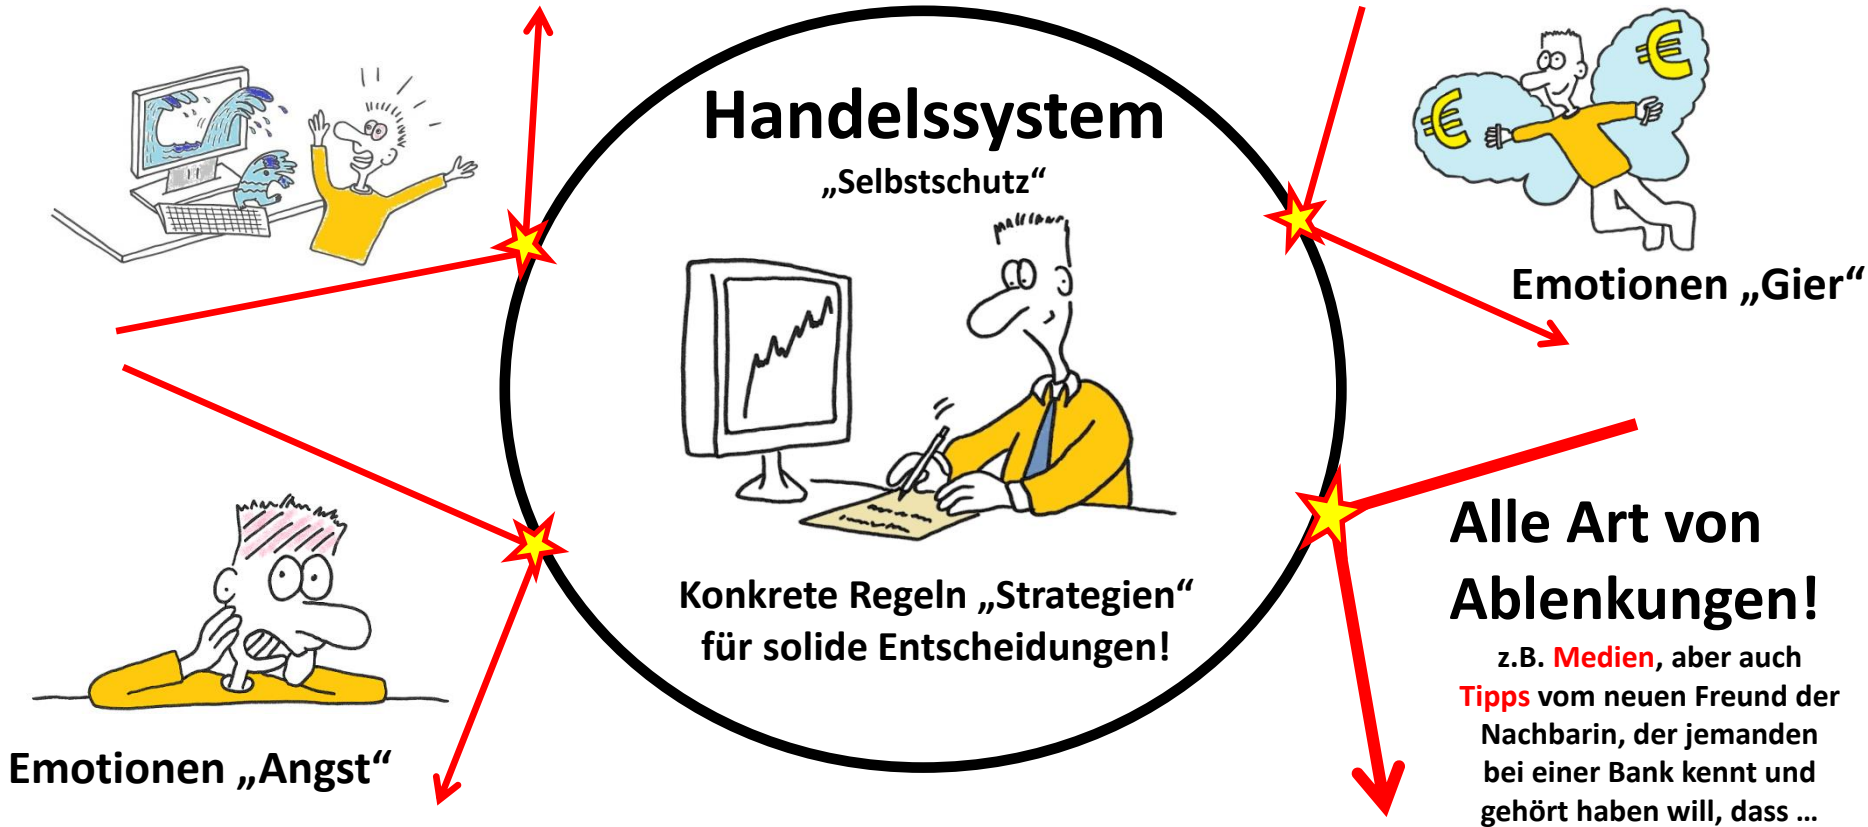 Handelssystem
„Selbstschutz“
Konkrete Regeln „Strategien“
für solide Entscheidungen!
€
€
Emotionen „Gier“
Emotionen „Angst“
Alle Art von
Ablenkungen!
z.B. Medien, aber auch
Tipps vom neuen Freund der
Nachbarin, der jemanden
bei einer Bank kennt und
gehört haben will, dass ...